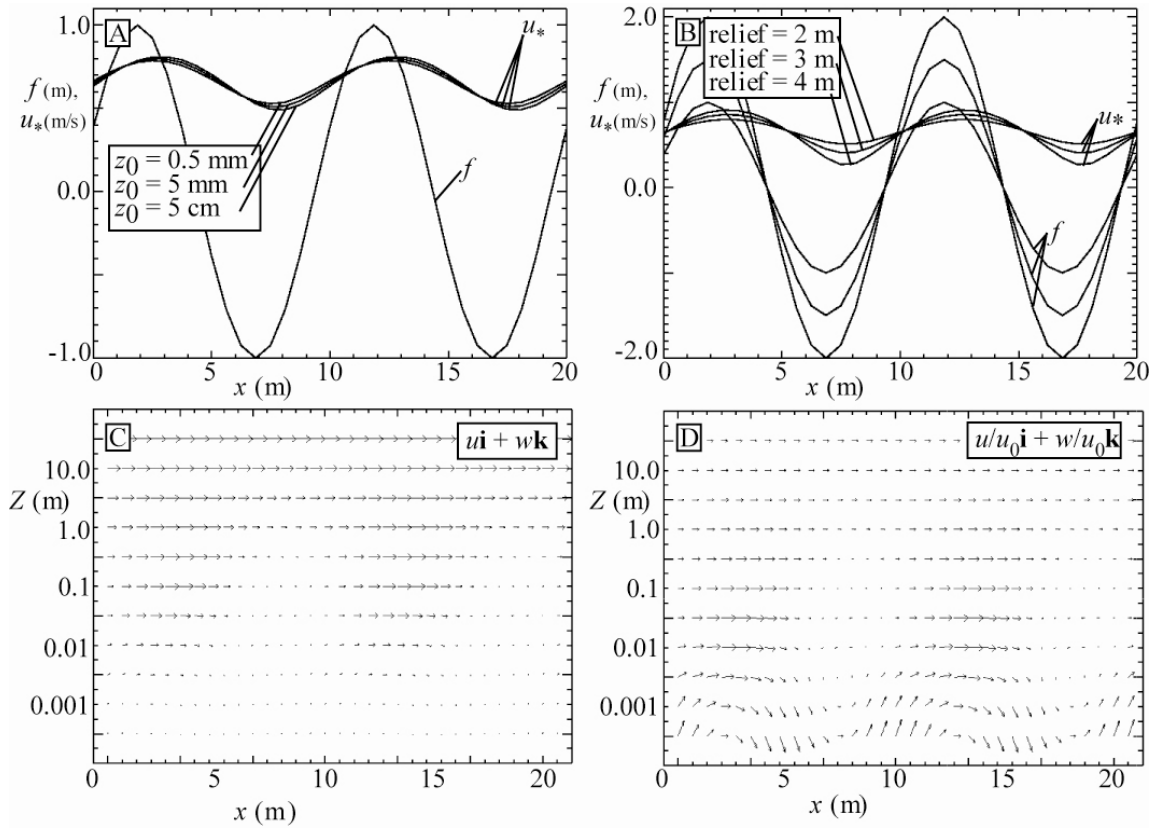 A
1.0
f (m),
u*(m/s)
u*
z0 = 0.5 mm
z0 = 5 mm
z0 = 5 cm
f
0.0
-1.0
0 5 10 15 20
x (m)
B
2.0
relief = 2 m
relief = 3 m
relief = 4 m
f (m),
u*(m/s)
u*
0.0
f
-2.0
0 5 10 15 20
x (m)
C
ui + wk
10.0
Z (m)
1.0
0.1
0.01
0.001
0 5 10 15 20
x (m)
D
u/u0i + w/u0k
10.0
Z (m)
1.0
0.1
0.01
0.001
0 5 10 15 20
x (m)